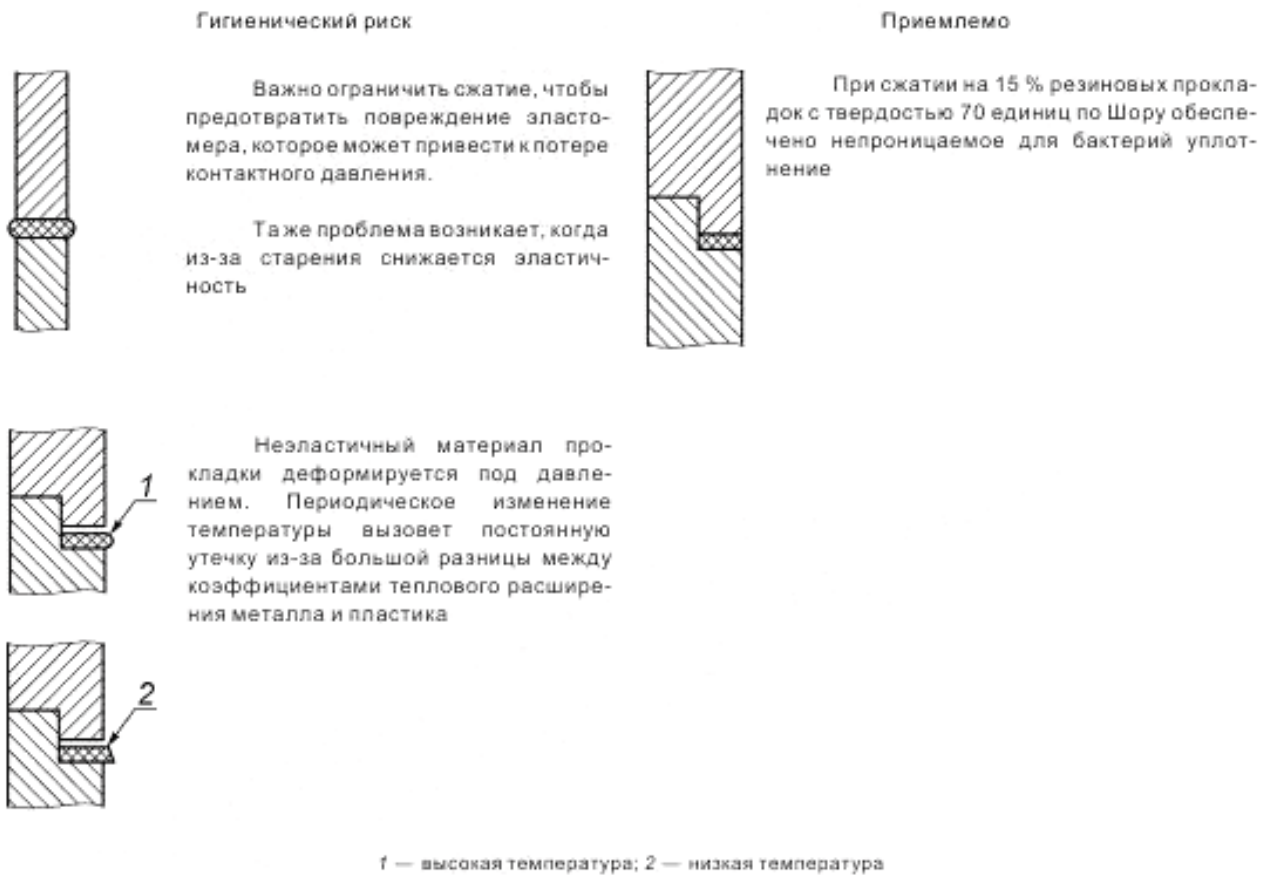 Гигиенический риск
Приемлемо
Важно ограничить сжатие, чтобы
предотвратить повреждение эласто-
мера, которое может привести к потере
контактного давления.
Та же проблема возникает, когда
из-за старения снижается эластич-
ность
При сжатии на 15 % резиновых прокла-
док с твердостью 70 единиц по Шору обеспе-
чено непроницаемое для бактерий уплот-
нение
Неэластичный материал про-
кладки деформируется под давле-
нием. Периодическое изменение
температуры вызовет постоянную
утечку из-за большой разницы между
коэффициентами теплового расшире-
ния металла и пластика
1
2
1 — высокая температура; 2 — низкая температура